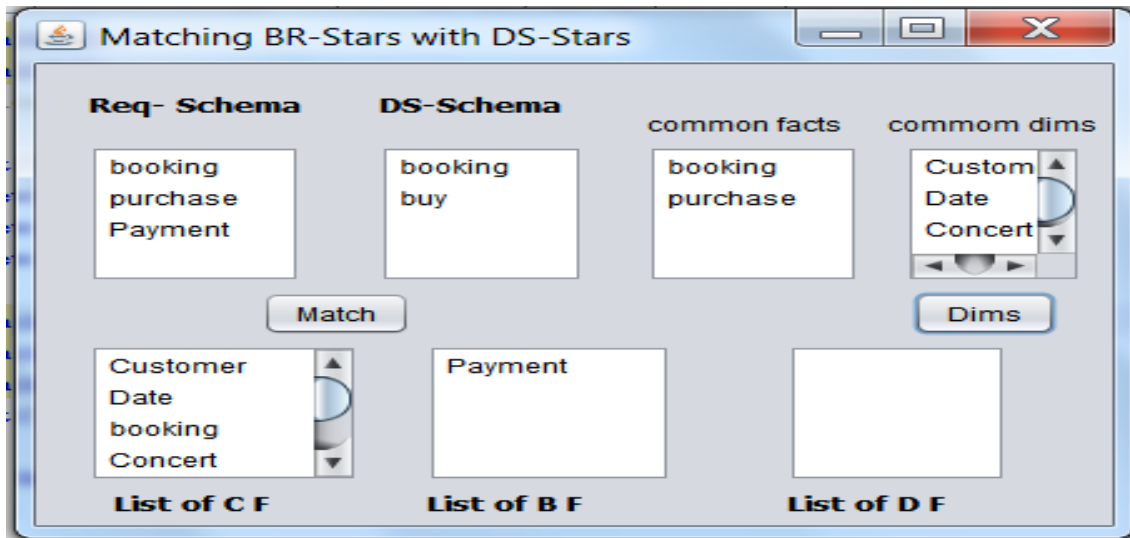 Matching BR-Stars with DS-Stars
Req- Schema
DS-Schema
common facts
commom dims
booking
purchase
Payment
booking
buy
booking
purchase
Custom
Date
Concert
Match
Dims
Customer
Date
booking
Concert
Payment
List of C F
List of B F
List of D F